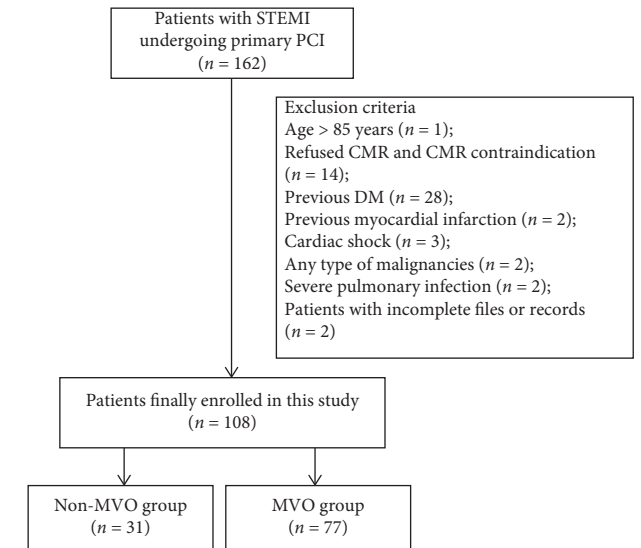 Patients with STEMI
undergoing primary PCI
(n = 162)
Exclusion criteria
Age > 85 years (n = 1);
Refused CMR and CMR contraindication
(n = 14);
Previous DM (n = 28);
Previous myocardial infarction (n = 2);
Cardiac shock (n = 3);
Any type of malignancies (n = 2);
Severe pulmonary infection (n = 2);
Patients with incomplete files or records
(n = 2)
Patients finally enrolled in this study
(n = 108)
Non-MVO group
(n = 31)
MVO group
(n = 77)